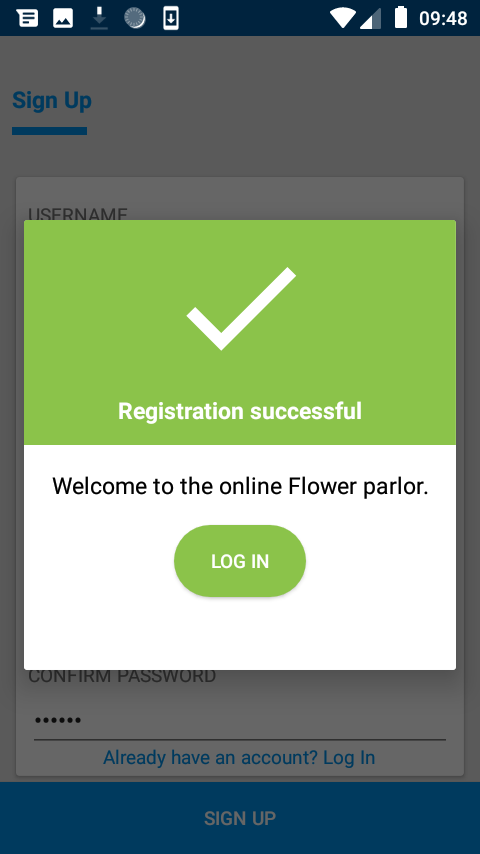 09:48
Sign Up
USERNAME
Registration successful
Welcome to the online Flower parlor.
LOG IN
CONFIRM PASSWORD
••••••
Already have an account? Log In
SIGN UP